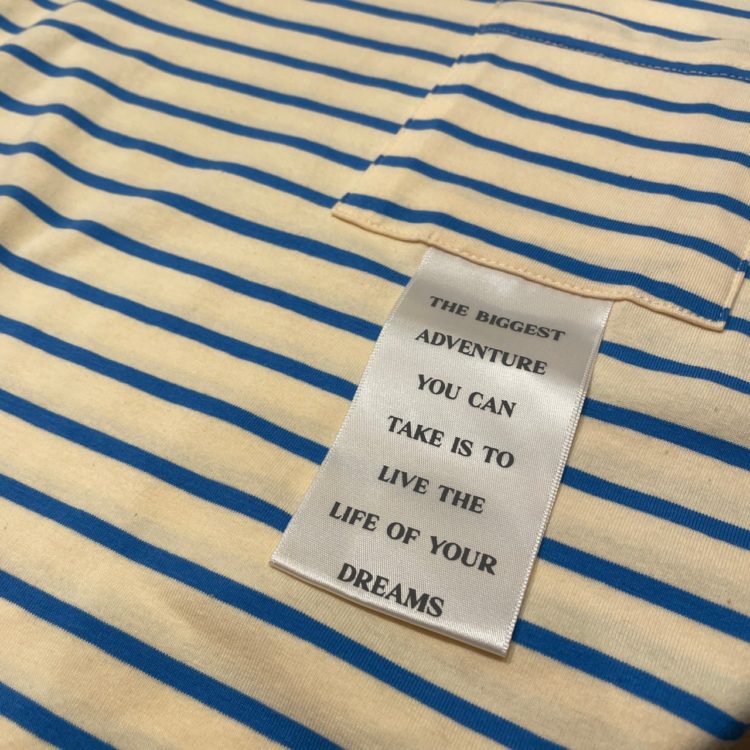 THE BIGGEST
ADVENTURE
YOU CAN
TAKE IS TO
LIVE THE
LIFE OF YOUR
DREAMS